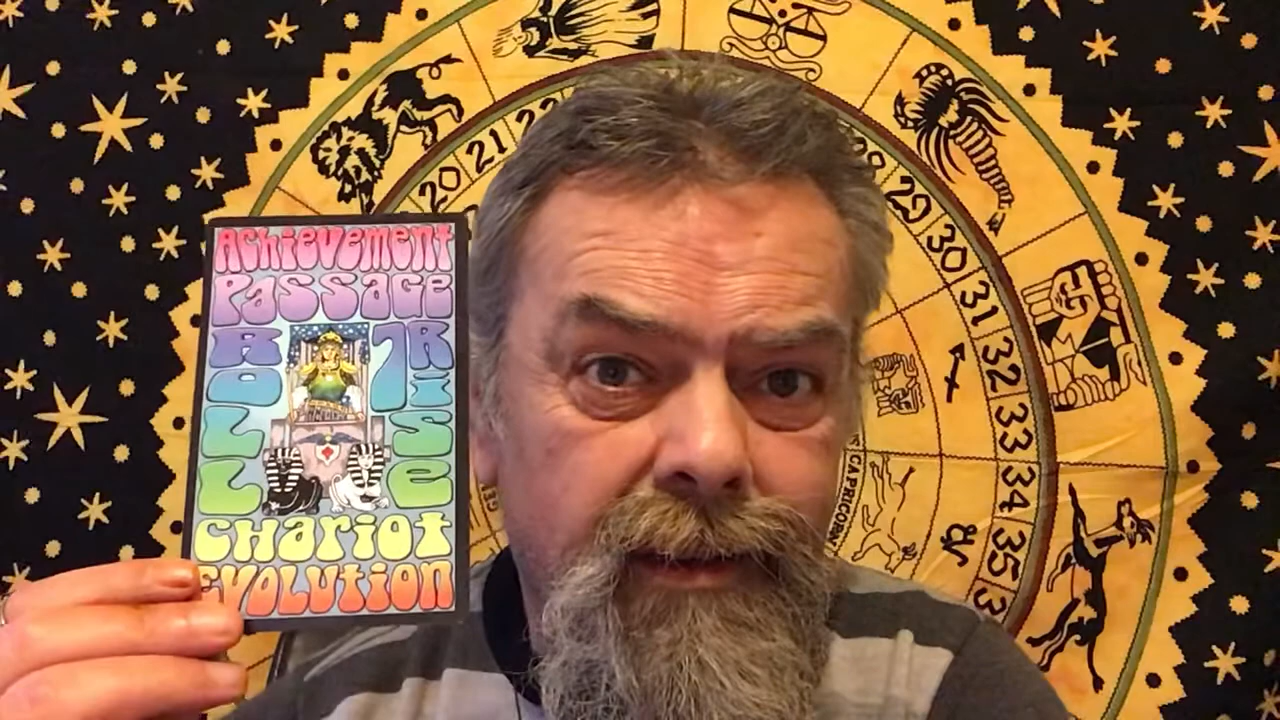 Achievement
Passage
Roll
7
Rise
Chariot
Evolution
20
21
22
29
30
31
32
33
34
35
CAPRICORN